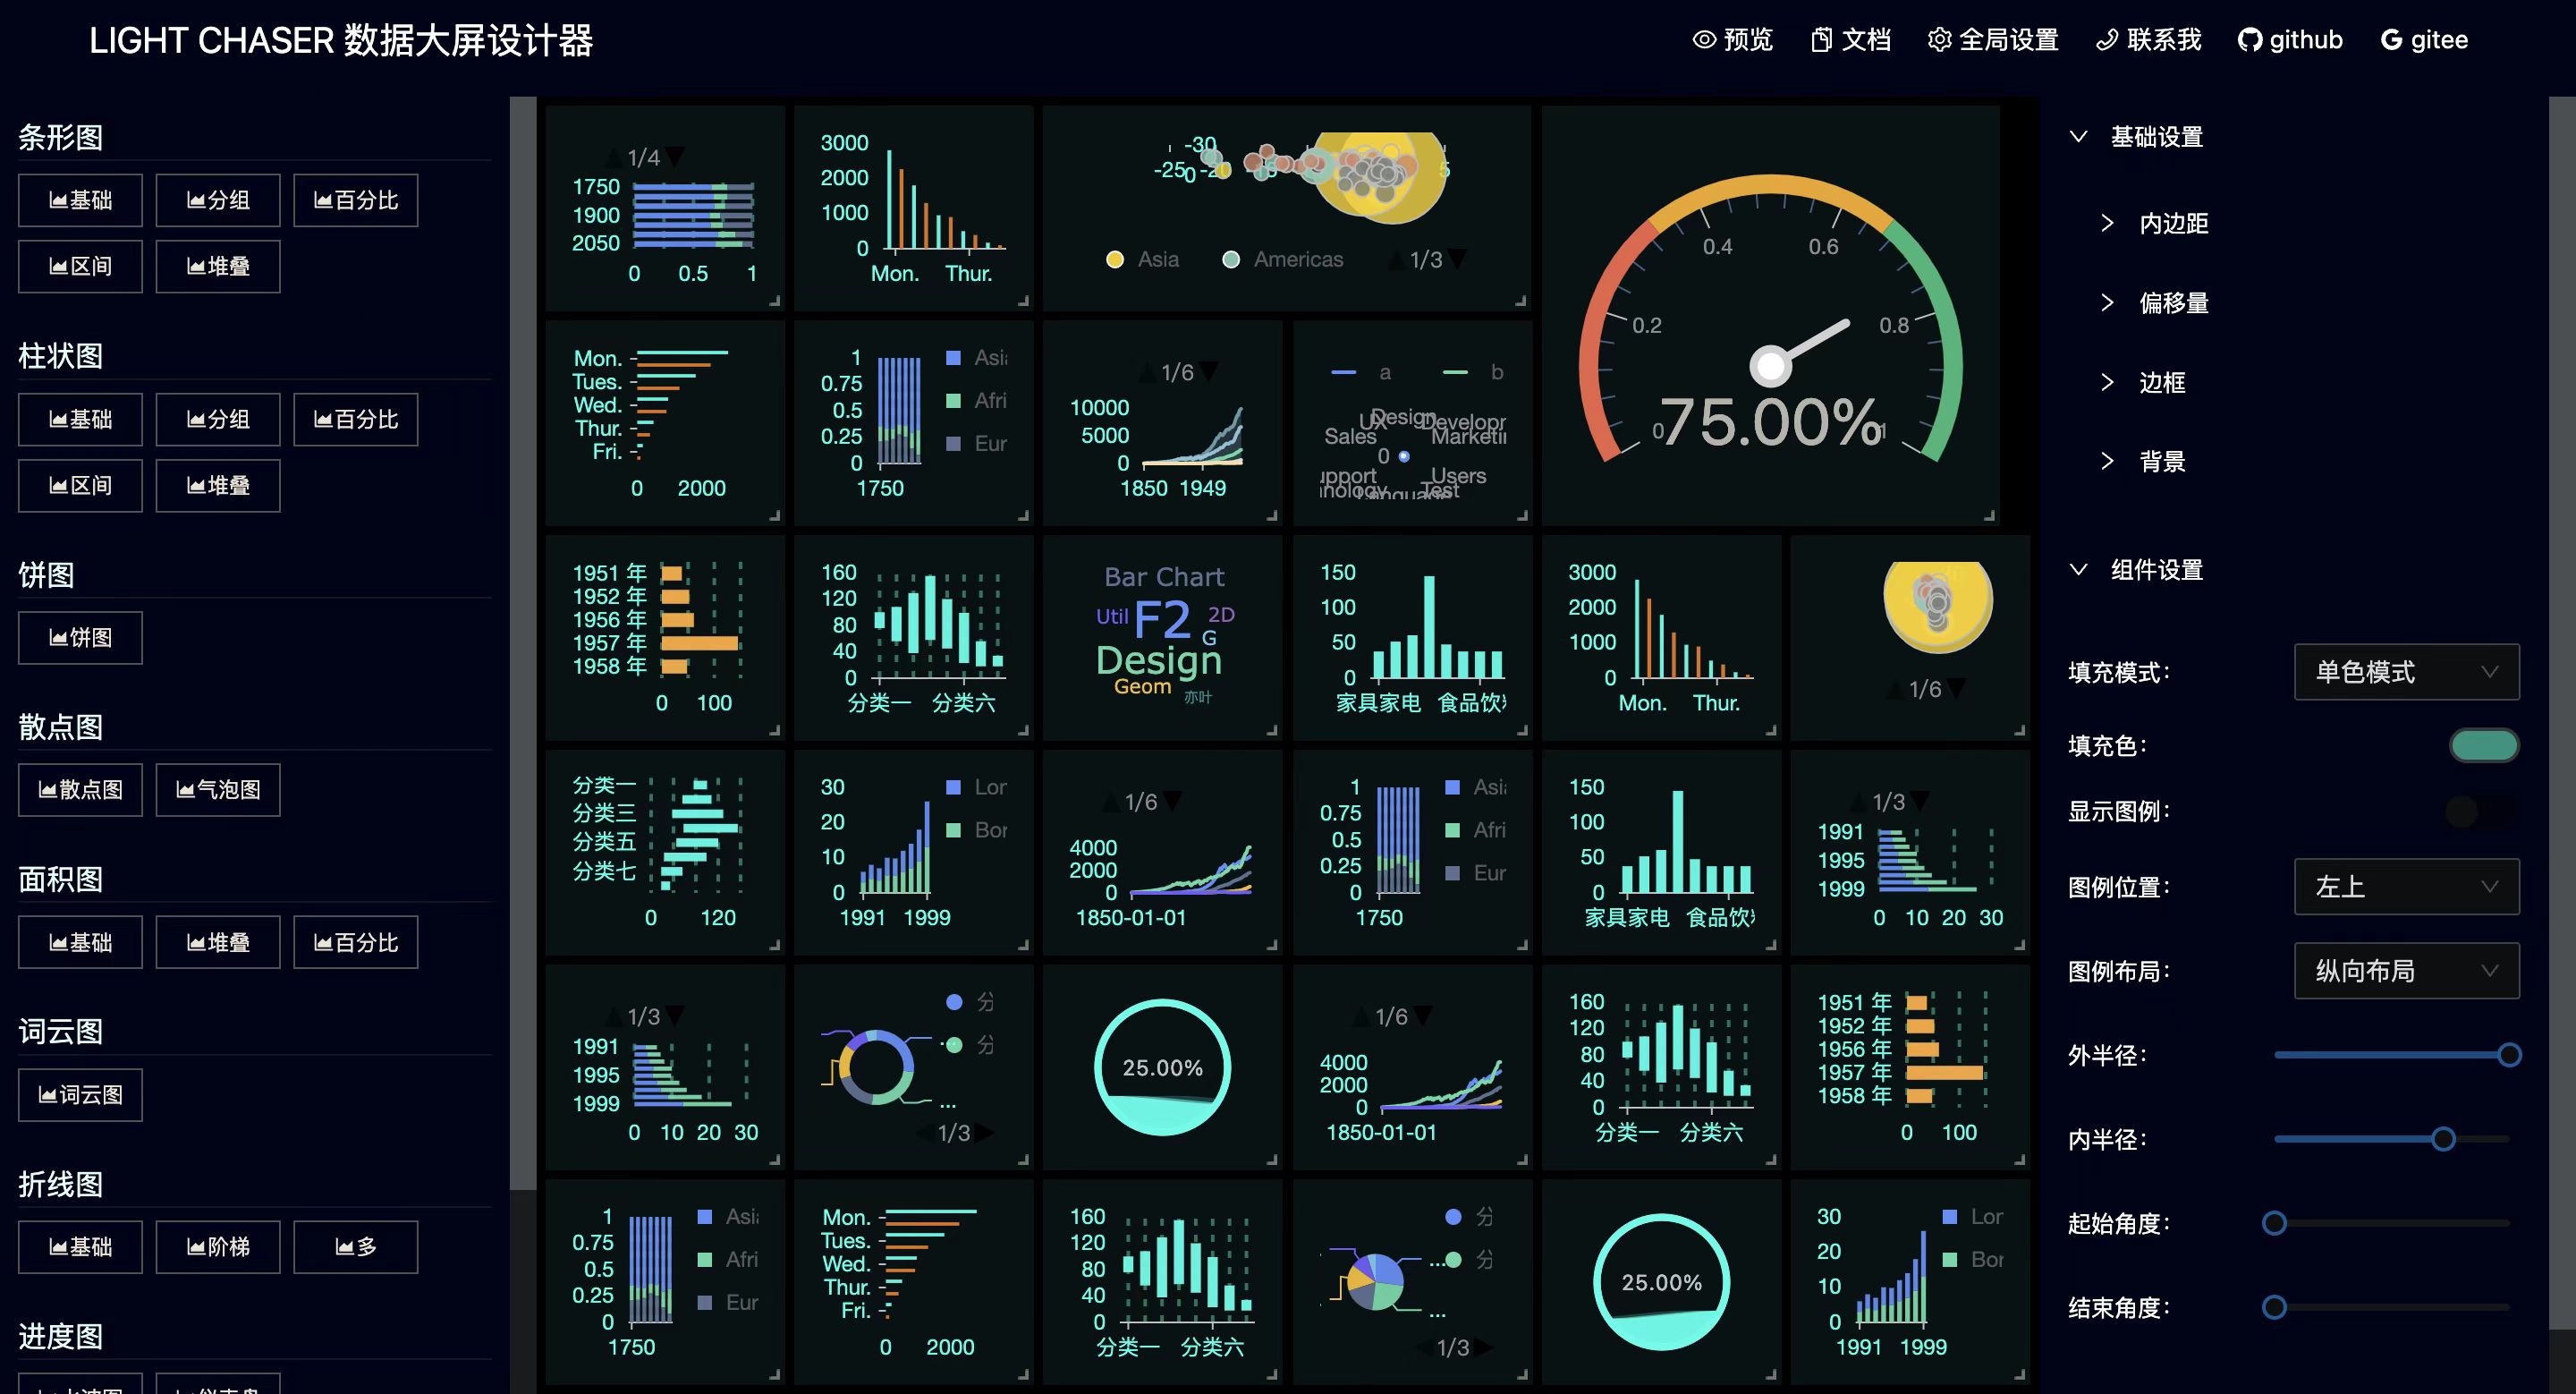 LIGHT CHASER 数据大屏设计器
预览 文档 全局设置 联系我 github gitee
条形图
基础 分组 百分比
区间 堆叠
柱状图
基础 分组 百分比
区间 堆叠
饼图
饼图
散点图
散点图 气泡图
面积图
基础 堆叠 百分比
词云图
词云图
折线图
基础 阶梯 多
进度图
1/4
1750
1900
2050
0 0.5 1
3000
2000
1000
0
Mon. Thur.
-30
-25 -20
0
5
Asia Americas 1/3
0.4 0.6
0.2 0.8
0 75.00% 1
Mon.
Tues.
Wed.
Thur.
Fri.
0 2000
1 Asi
0.75
0.5 Afri
0.25 Eur
0
1750
1/6
10000
5000
0
1850 1949
a b
Design
UX Developr
Sales Marketi
0
upport Users
nology Test
1951 年
1952 年
1956 年
1957 年
1958 年
0 100
160
120
80
40
0
分类一 分类六
Bar Chart
Util F2 2D
G
Design
Geom 亦叶
150
100
50
0
家具家电 食品饮
3000
2000
1000
0
Mon. Thur.
1/6
分类一
分类三
分类五
分类七
0 120
30 Lor
20 Bor
10
0
1991 1999
1/6
4000
2000
0
1850-01-01
1 Asi
0.75
0.5 Afri
0.25 Eur
0
1750
150
100
50
0
家具家电 食品饮
1/3
1991
1995
1999
0 10 20 30
1/3
1991
1995
1999
0 10 20 30
分
分
...
1/3
25.00%
1/6
4000
2000
0
1850-01-01
160
120
80
40
0
分类一 分类六
1951 年
1952 年
1956 年
1957 年
1958 年
0 100
1 Asi
0.75 Afri
0.5
0.25 Eur
0
1750
Mon.
Tues.
Wed.
Thur.
Fri.
0 2000
160
120
80
40
0
分类一 分类六
分
... 分
...
1/3
25.00%
30 Lor
20 Bor
10
0
1991 1999
基础设置
内边距
偏移量
边框
背景
组件设置
填充模式： 单色模式
填充色：
显示图例：
图例位置： 左上
图例布局： 纵向布局
外半径：
内半径：
起始角度：
结束角度：